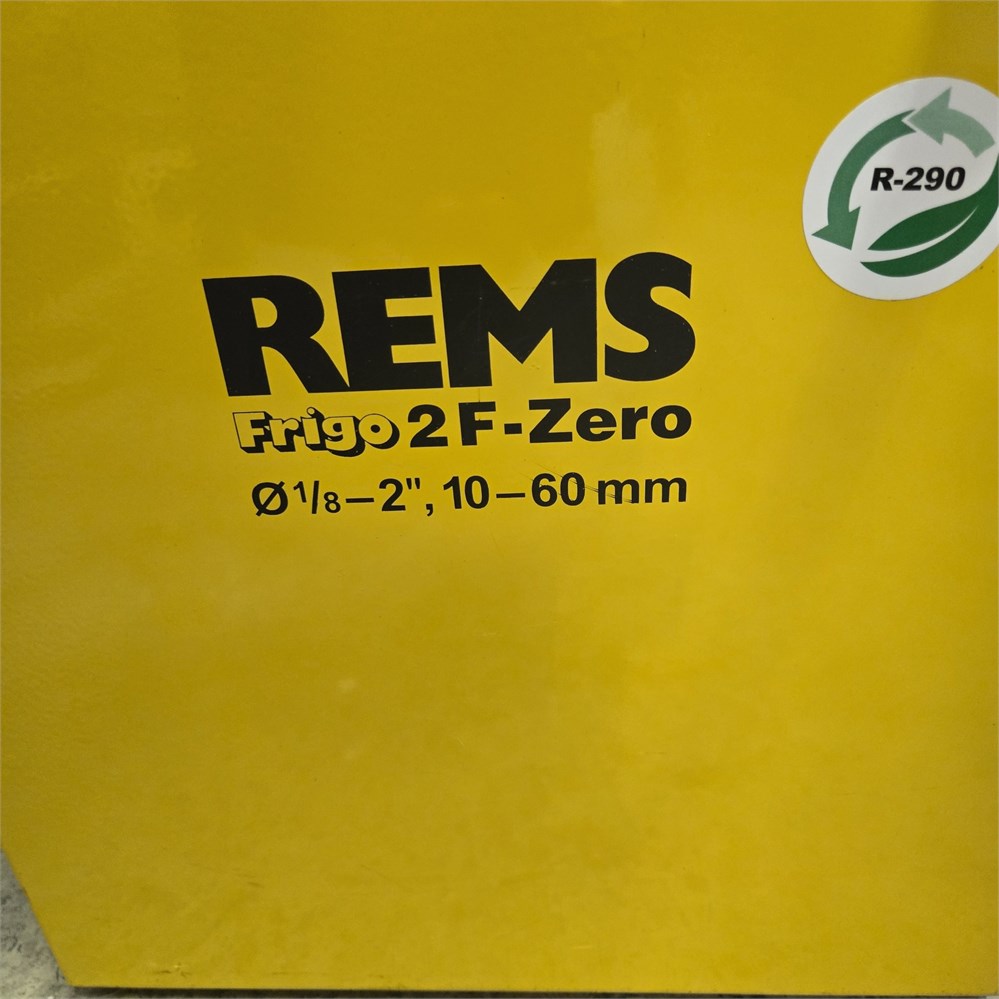 R-290
REMS
Frigo 2 F-Zero
Ø 1/8–2", 10–60 mm